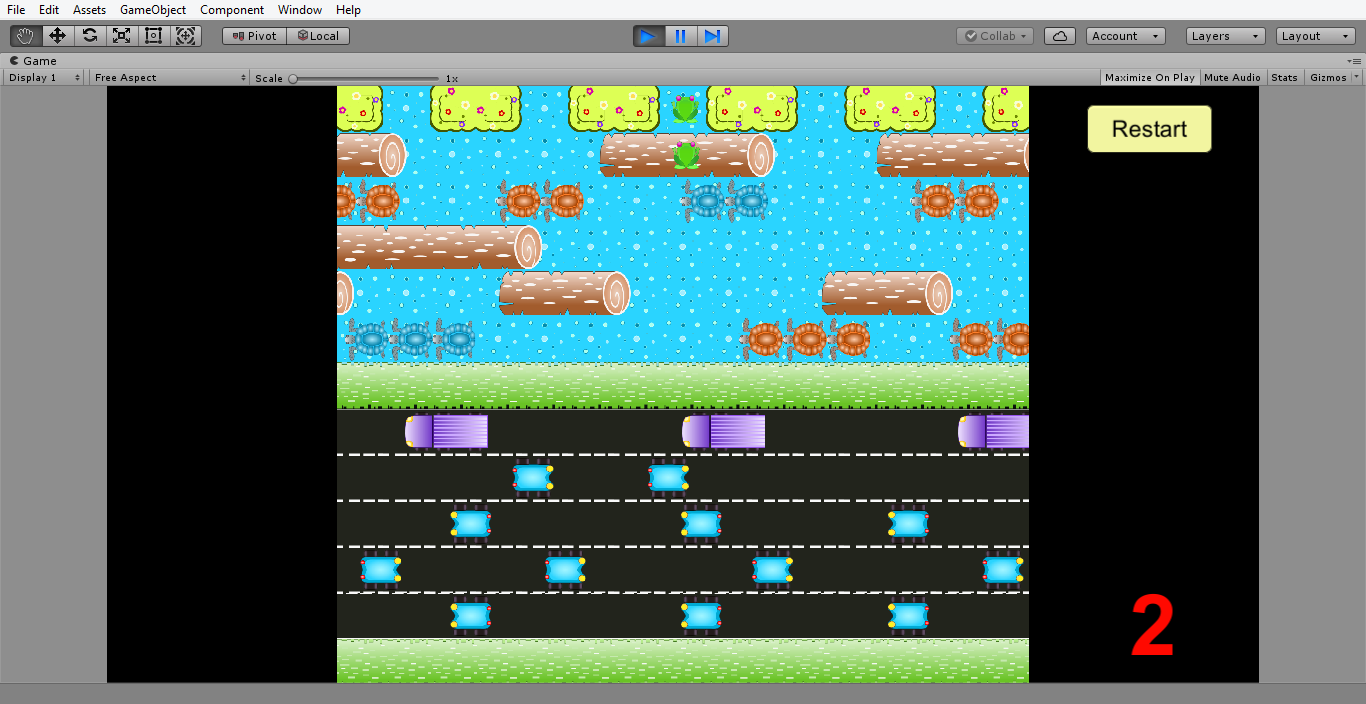 File Edit Assets GameObject Component Window Help
Pivot Local Collab Account Layers Layout
Game
Display 1 Free Aspect Scale 1x Maximize On Play Mute Audio Stats Gizmos
Restart
2